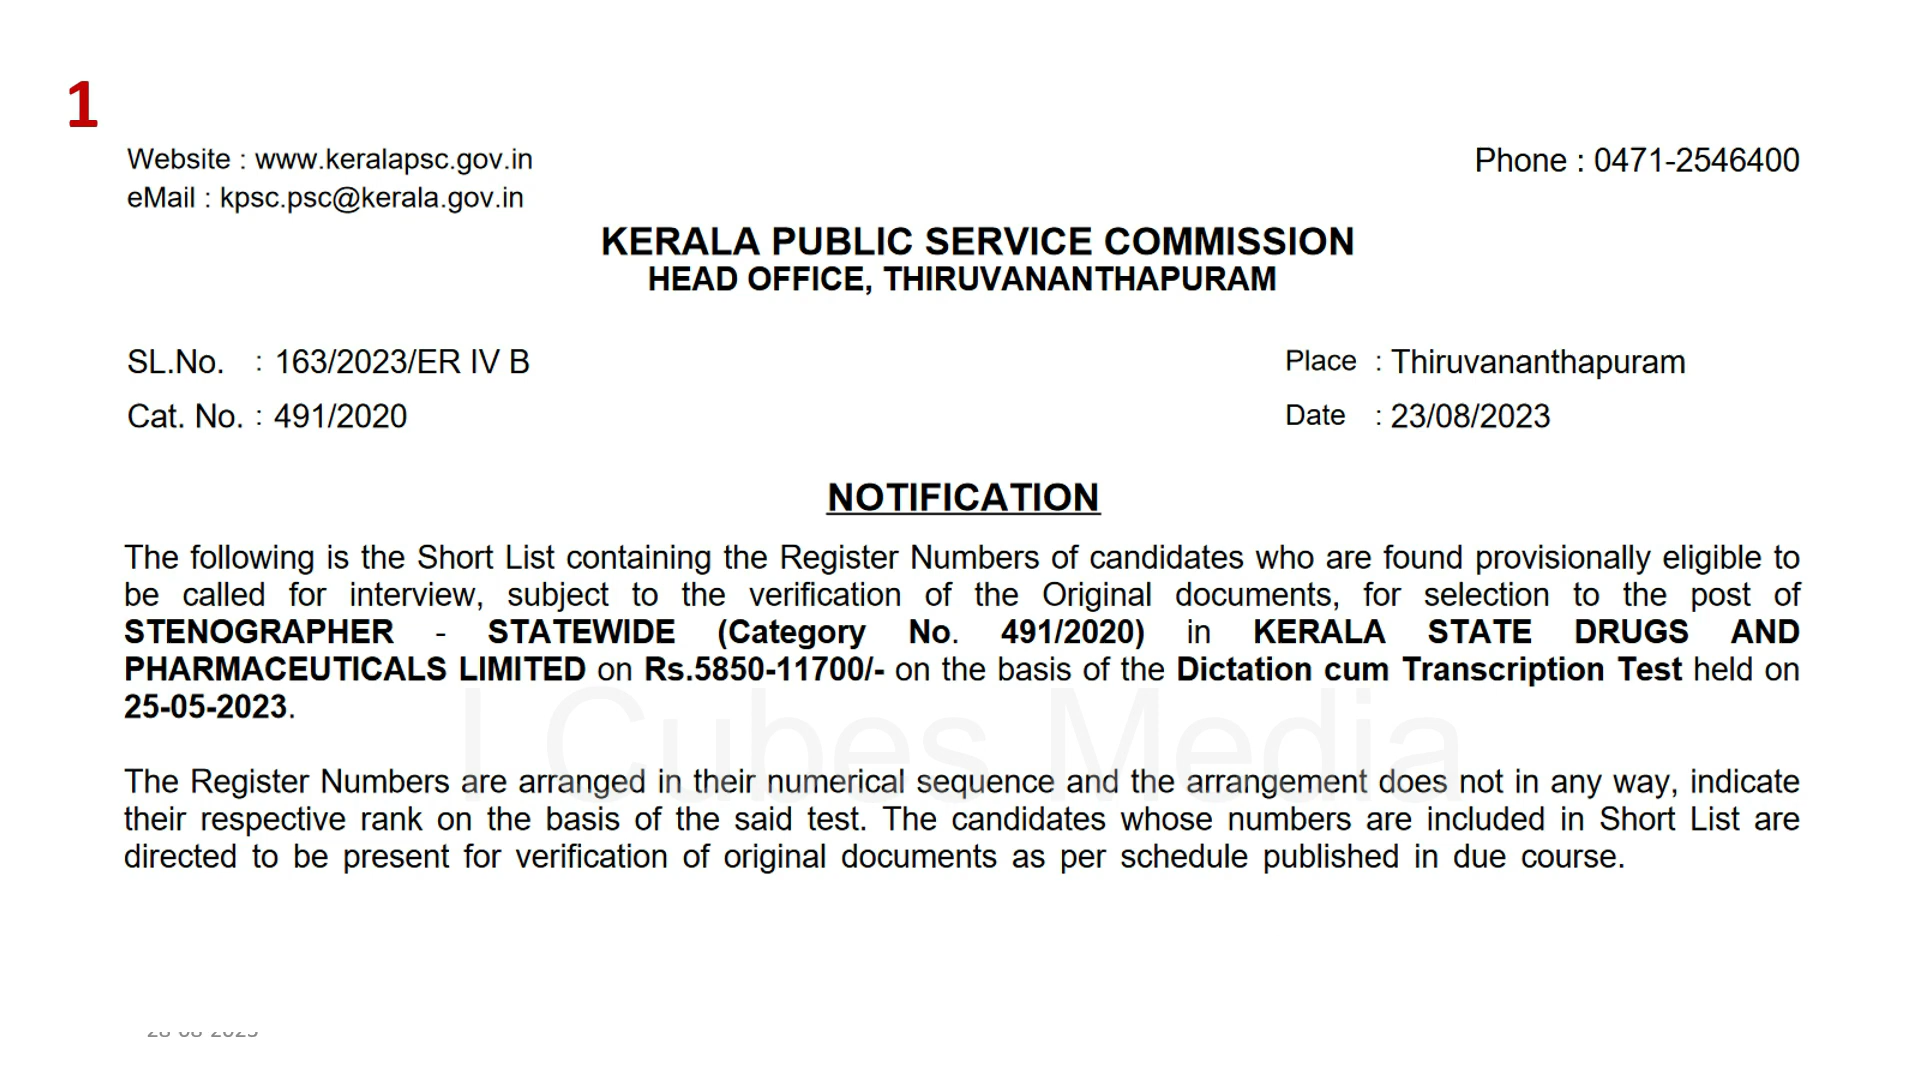 1
Website : www.keralapsc.gov.in
Phone : 0471-2546400
eMail : kpsc.psc@kerala.gov.in
KERALA PUBLIC SERVICE COMMISSION
HEAD OFFICE, THIRUVANANTHAPURAM
SL.No. : 163/2023/ER IV B
Place : Thiruvananthapuram
Cat. No. : 491/2020
Date : 23/08/2023
NOTIFICATION
The following is the Short List containing the Register Numbers of candidates who are found provisionally eligible to
be called for interview, subject to the verification of the Original documents, for selection to the post of
STENOGRAPHER - STATEWIDE (Category No. 491/2020) in KERALA STATE DRUGS AND
PHARMACEUTICALS LIMITED on Rs.5850-11700/- on the basis of the Dictation cum Transcription Test held on
25-05-2023.
I Cubes Media
The Register Numbers are arranged in their numerical sequence and the arrangement does not in any way, indicate
their respective rank on the basis of the said test. The candidates whose numbers are included in Short List are
directed to be present for verification of original documents as per schedule published in due course.